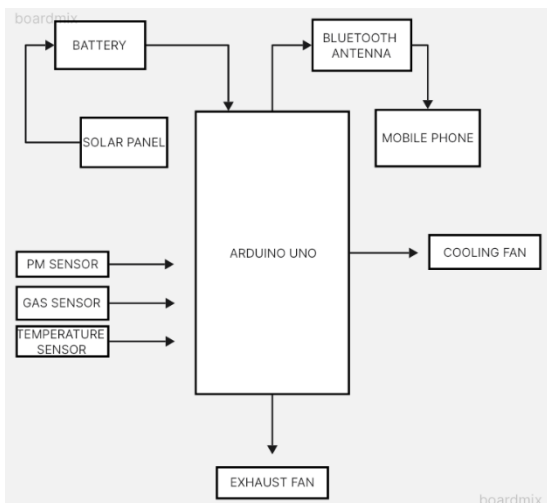 boardmix
BATTERY
BLUETOOTH
ANTENNA
SOLAR PANEL
MOBILE PHONE
ARDUINO UNO
COOLING FAN
PM SENSOR
GAS SENSOR
TEMPERATURE
SENSOR
EXHAUST FAN
boardmix